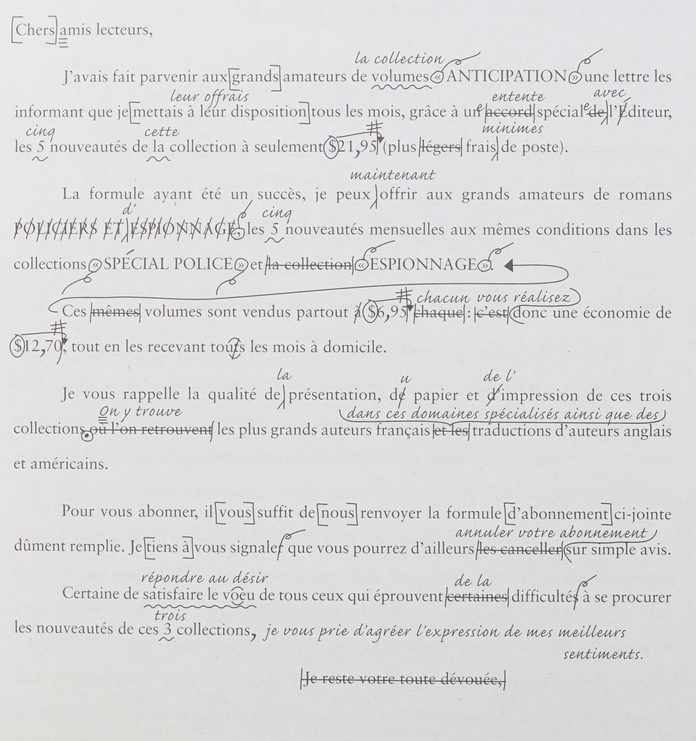 Chers amis lecteurs,
la collection
J'avais fait parvenir aux grands amateurs de volumes « ANTICIPATION » une lettre les
leur offrais entente avec
informant que je mettais à leur disposition tous les mois, grâce à un accord spécial de l'Éditeur,
cinq cette # minimes
les 5 nouveautés de la collection à seulement $21,95 (plus légers frais de poste).
maintenant
La formule ayant été un succès, je peux offrir aux grands amateurs de romans
d' cinq
POLICIERS ET ESPIONNAGE, les 5 nouveautés mensuelles aux mêmes conditions dans les
collections « SPÉCIAL POLICE » et la collection « ESPIONNAGE ».
# chacun vous réalisez
Ces mêmes volumes sont vendus partout à $6,95 chaque : c'est donc une économie de
#
$12,70, tout en les recevant touts les mois à domicile.
la u de l'
Je vous rappelle la qualité de présentation, de papier et d'impression de ces trois
On y trouve dans ces domaines spécialisés ainsi que des
collections où l'on retrouvent les plus grands auteurs français et les traductions d'auteurs anglais
et américains.
Pour vous abonner, il vous suffit de nous renvoyer la formule d'abonnement ci-jointe
annuler votre abonnement
dûment remplie. Je tiens à vous signaler que vous pourrez d'ailleurs les canceller sur simple avis.
répondre au désir de la
Certaine de satisfaire le voeu de tous ceux qui éprouvent certaines difficultés à se procurer
trois
les nouveautés de ces 3 collections, je vous prie d'agréer l'expression de mes meilleurs
sentiments.
Je reste votre toute dévouée,